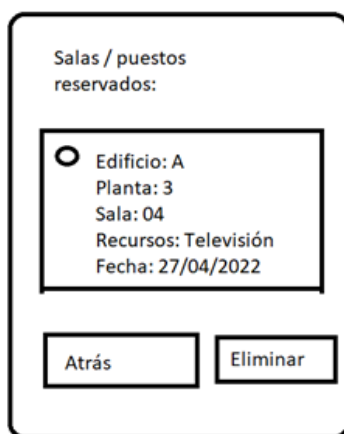 Salas / puestos
reservados:
Edificio: A
Planta: 3
Sala: 04
Recursos: Televisión
Fecha: 27/04/2022
Atrás
Eliminar